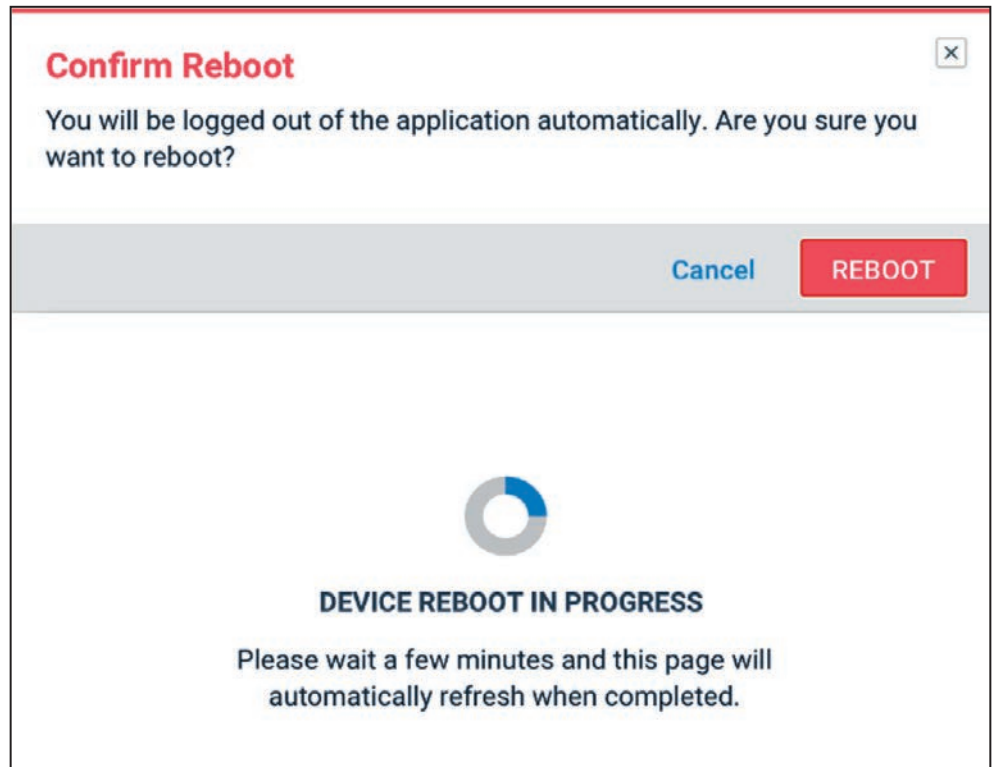 Confirm Reboot
You will be logged out of the application automatically. Are you sure you
want to reboot?
Cancel
REBOOT
DEVICE REBOOT IN PROGRESS
Please wait a few minutes and this page will
automatically refresh when completed.